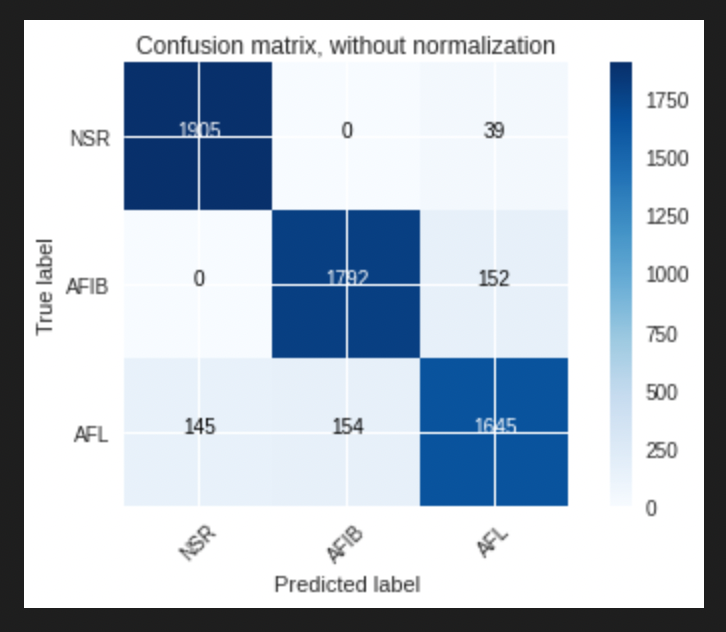 Confusion matrix, without normalization
NSR 1905 0 39
AFIB 0 1792 152
AFL 145 154 1645
NSR AFIB AFL
Predicted label
True label
1750
1500
1250
1000
750
500
250
0